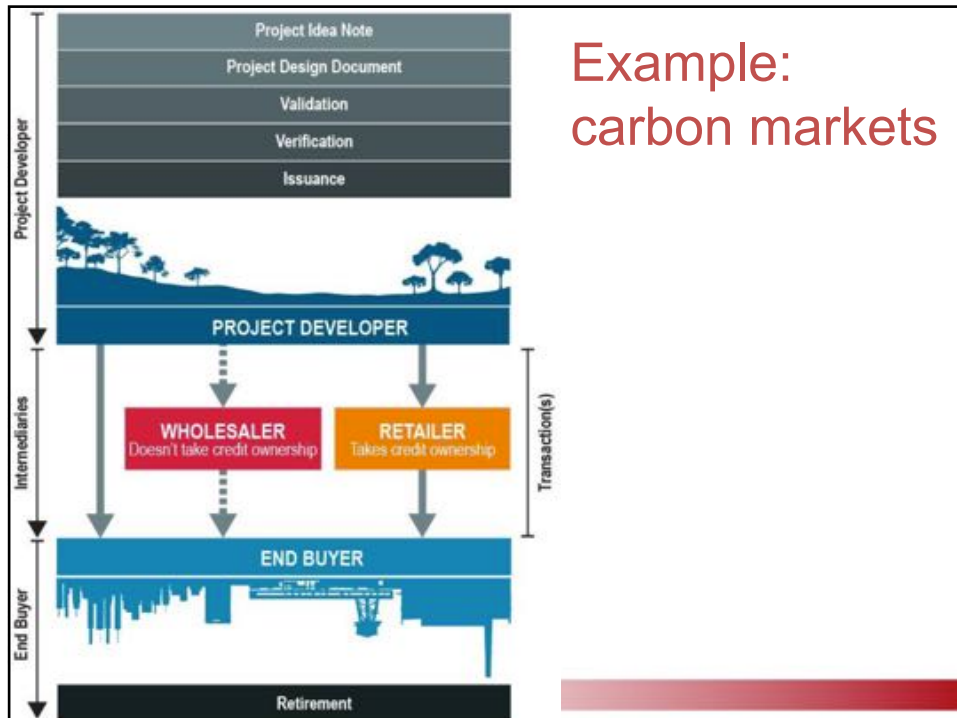 Example:
carbon markets
Project Idea Note
Project Design Document
Validation
Verification
Issuance
Project Developer
PROJECT DEVELOPER
Internediaries
WHOLESALER
Doesn't take credit ownership
RETAILER
Takes credit ownership
Transaction(s)
END BUYER
End Buyer
Retirement